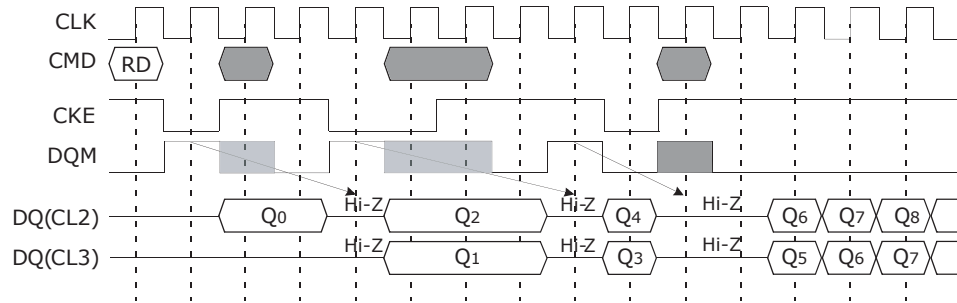 CLK
CMD RD
CKE
DQM
DQ(CL2) Q0 Hi-Z Q2 Hi-Z Q4 Hi-Z Q6 Q7 Q8
DQ(CL3) Hi-Z Q1 Hi-Z Q3 Hi-Z Q5 Q6 Q7